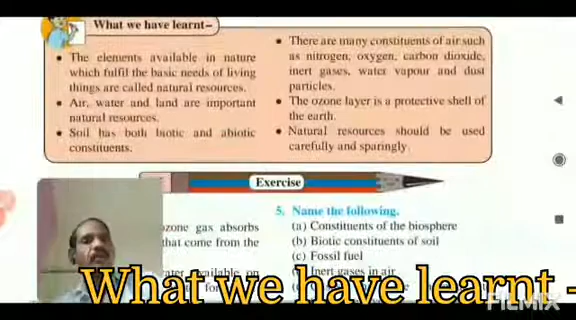 What we have learnt-
• The elements available in nature
which fulfil the basic needs of living
things are called natural resources.
• Air, water and land are important
natural resources.
• Soil has both biotic and abiotic
constituents.
• There are many constituents of air such
as nitrogen, oxygen, carbon dioxide,
inert gases, water vapour and dust
particles.
• The ozone layer is a protective shell of
the earth.
• Natural resources should be used
carefully and sparingly.
Exercise
ozone gas absorbs
that come from the
available on
5. Name the following.
(a) Constituents of the biosphere
(b) Biotic constituents of soil
(c) Fossil fuel
Inert gases in air
What we have learnt -
FILMIX